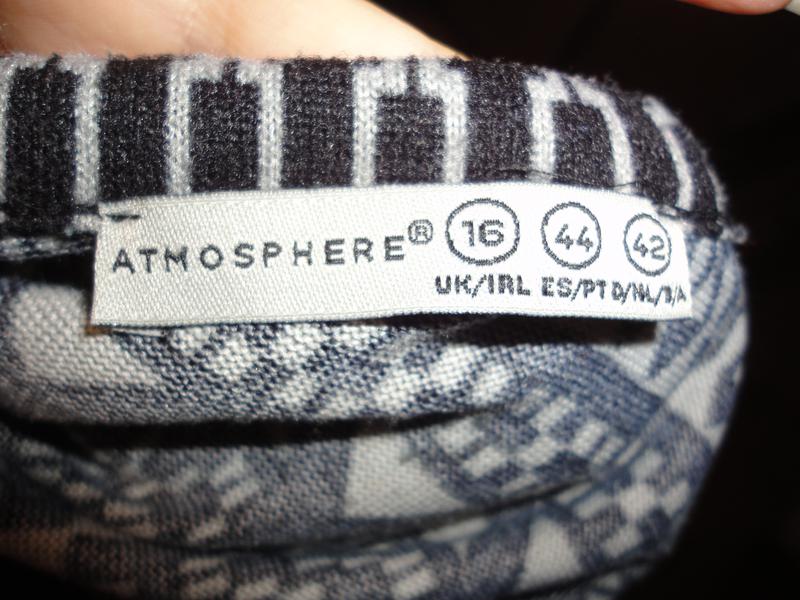 ATMOSPHERE® 16 44 42
UK/IRL ES/PT D/NL/B/A